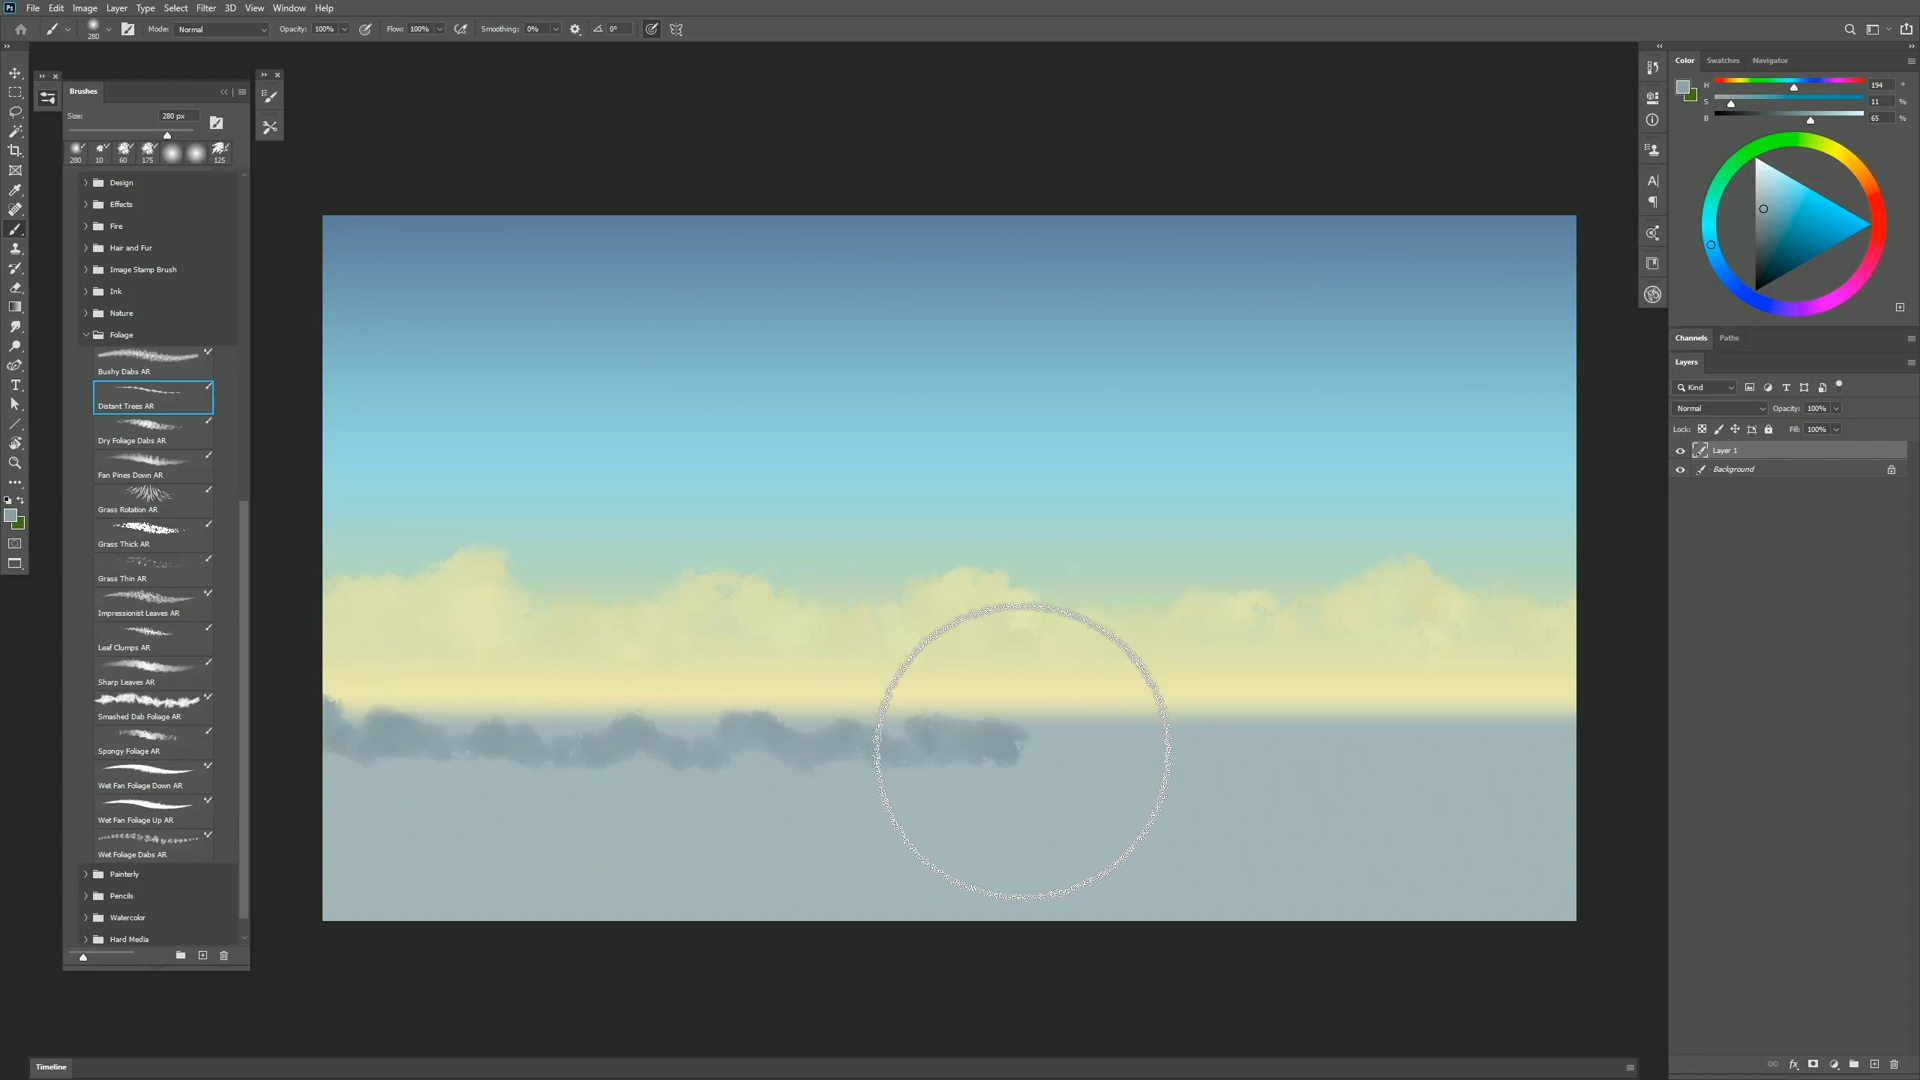 Ps File Edit Image Layer Type Select Filter 3D View Window Help
280 Mode: Normal Opacity: 100% Flow: 100% Smoothing: 0% 0°
Brushes
Size: 280 px
280 10 60 175 125
Design
Effects
Fire
Hair and Fur
Image Stamp Brush
Ink
Nature
Foliage
Bushy Dabs AR
Distant Trees AR
Dry Foliage Dabs AR
Fan Pines Down AR
Grass Rotation AR
Grass Thick AR
Grass Thin AR
Impressionist Leaves AR
Leaf Clumps AR
Sharp Leaves AR
Smashed Dab Foliage AR
Spongy Foliage AR
Wet Fan Foliage Down AR
Wet Fan Foliage Up AR
Wet Foliage Dabs AR
Painterly
Pencils
Watercolor
Hard Media
Timeline
Color Swatches Navigator
H 194 °
S 11 %
B 65 %
Channels Paths
Layers
Kind
Normal Opacity: 100%
Lock: Fill: 100%
Layer 1
Background
fx